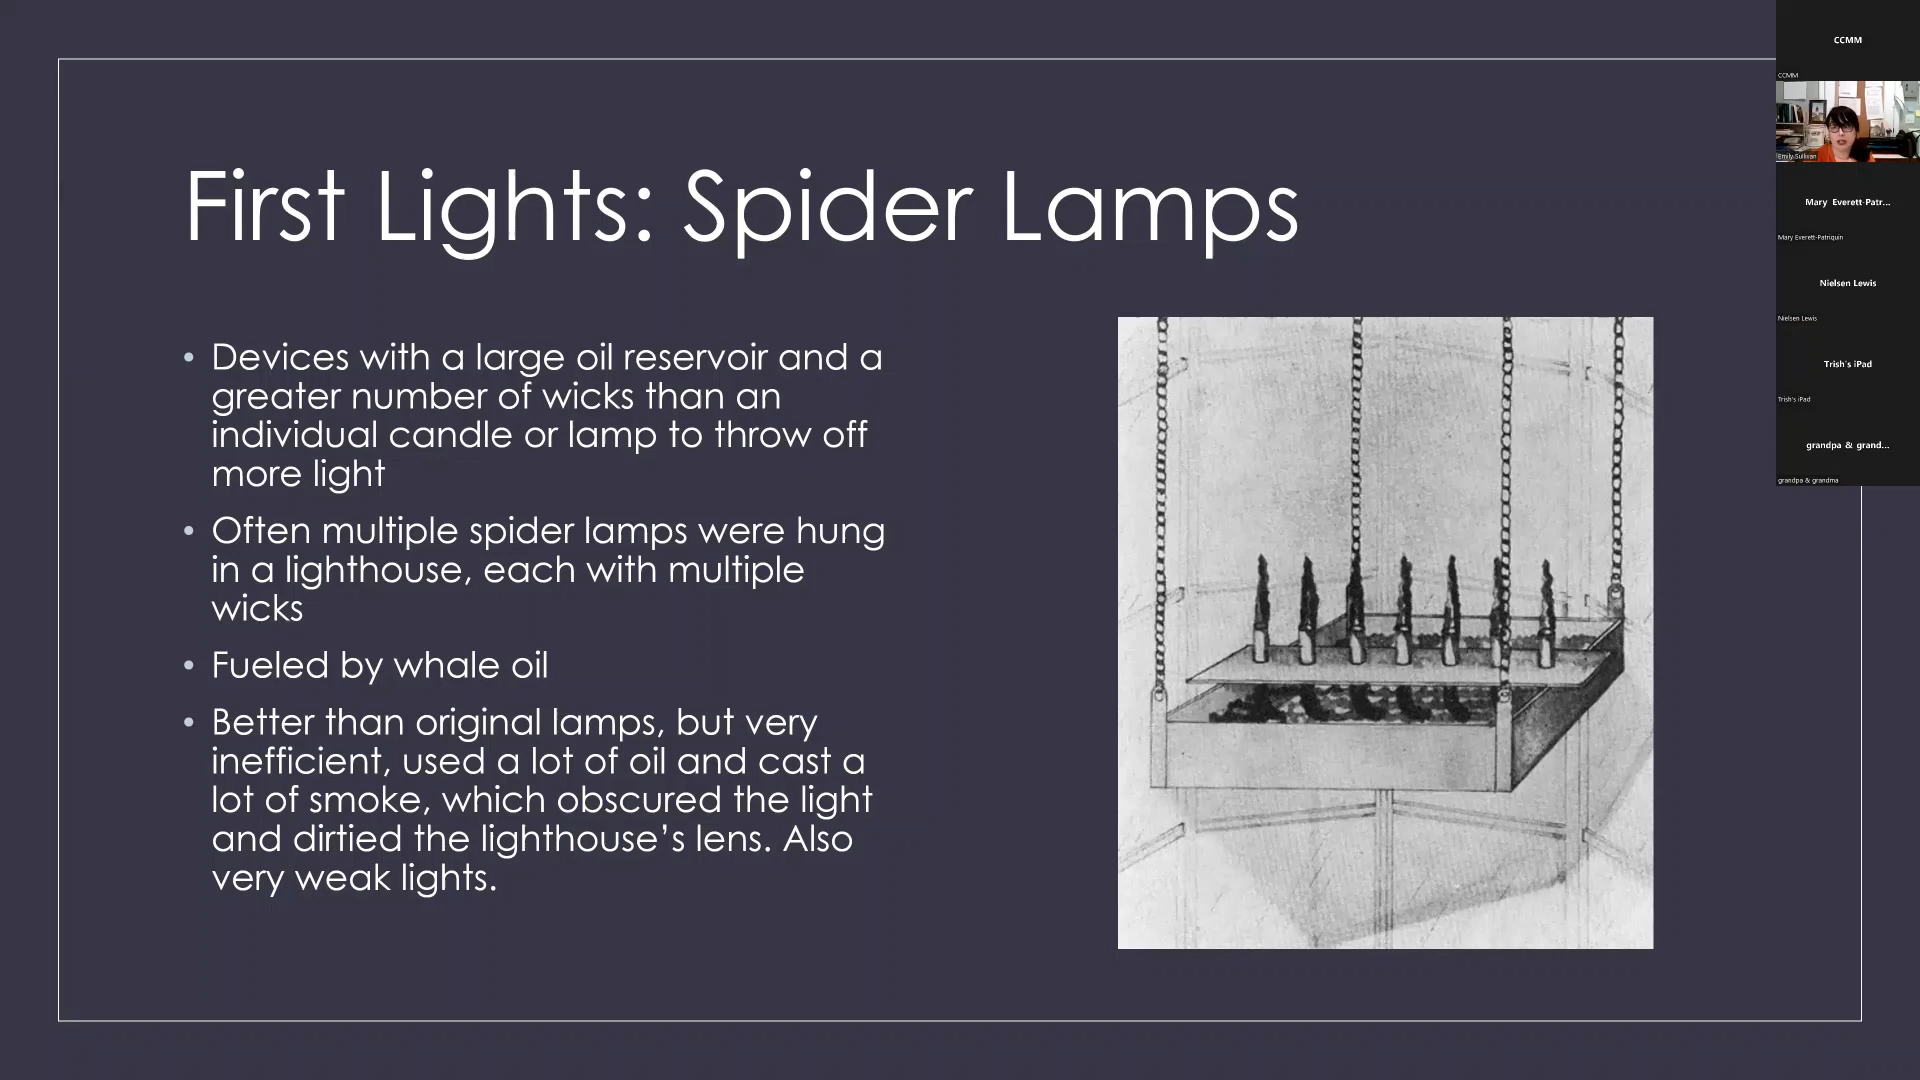 First Lights: Spider Lamps
• Devices with a large oil reservoir and a
greater number of wicks than an
individual candle or lamp to throw off
more light
• Often multiple spider lamps were hung
in a lighthouse, each with multiple
wicks
• Fueled by whale oil
• Better than original lamps, but very
inefficient, used a lot of oil and cast a
lot of smoke, which obscured the light
and dirtied the lighthouse’s lens. Also
very weak lights.
CCMM
CCMM
Emily Sullivan
Mary Everett-Patr...
Mary Everett-Patriquin
Nielsen Lewis
Nielsen Lewis
Trish's iPad
Trish's iPad
grandpa & grand...
grandpa & grandma